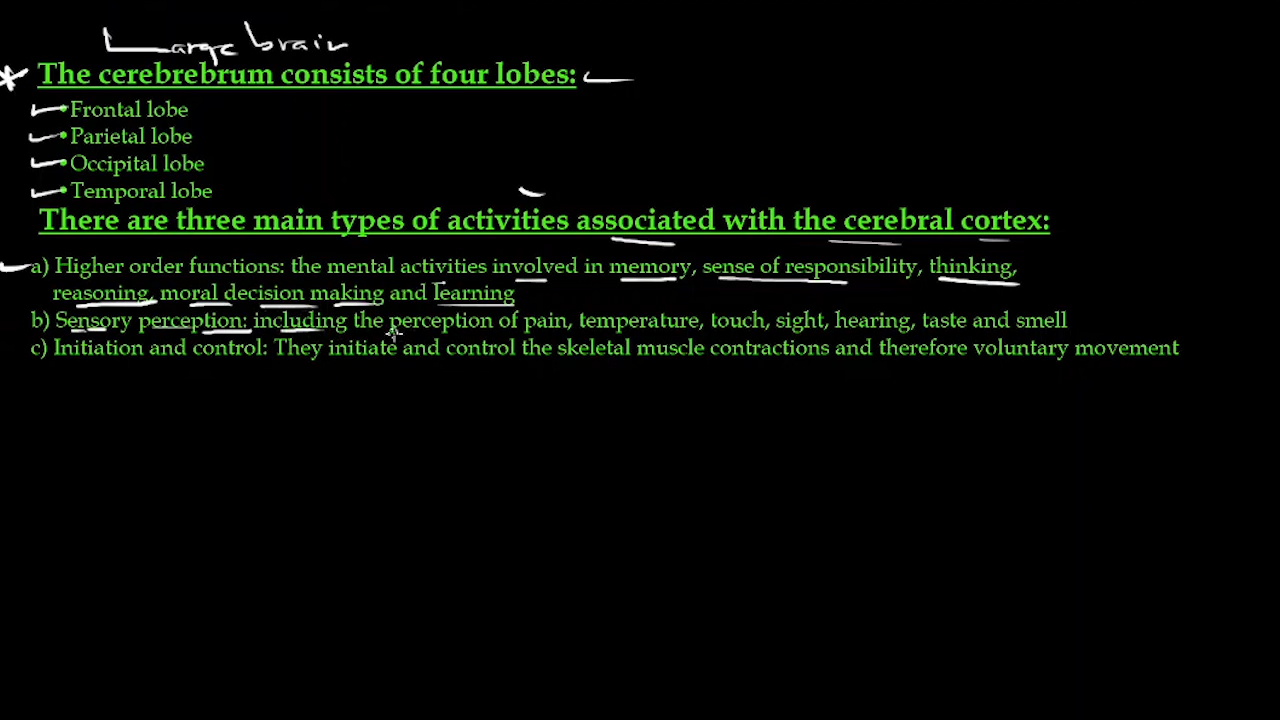 Large brain
The cerebrebrum consists of four lobes:
Frontal lobe
Parietal lobe
Occipital lobe
Temporal lobe
There are three main types of activities associated with the cerebral cortex:
a) Higher order functions: the mental activities involved in memory, sense of responsibility, thinking,
reasoning, moral decision making and learning
b) Sensory perception: including the perception of pain, temperature, touch, sight, hearing, taste and smell
c) Initiation and control: They initiate and control the skeletal muscle contractions and therefore voluntary movement